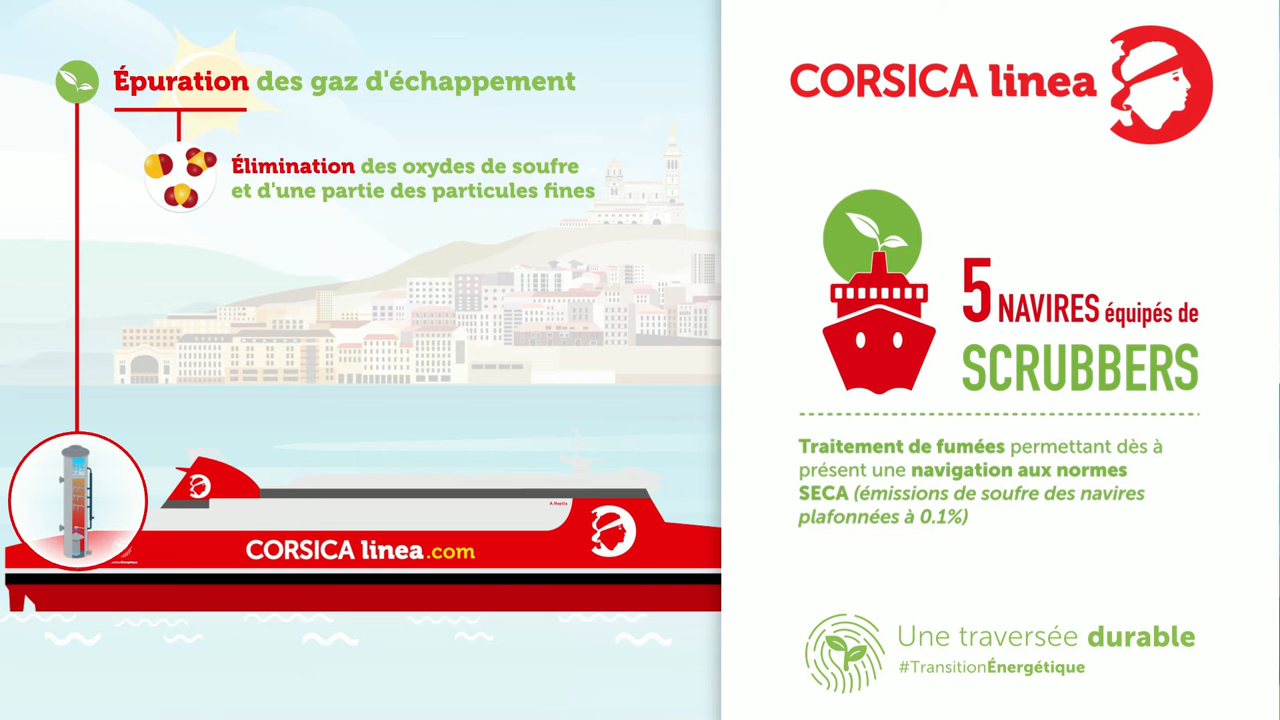 Épuration des gaz d'échappement
Élimination des oxydes de soufre
et d'une partie des particules fines
A Nepita
CORSICA linea.com
CORSICA linea
5 NAVIRES équipés de
SCRUBBERS
Traitement de fumées permettant dès à
présent une navigation aux normes
SECA (émissions de soufre des navires
plafonnées à 0.1%)
Une traversée durable
#TransitionÉnergétique